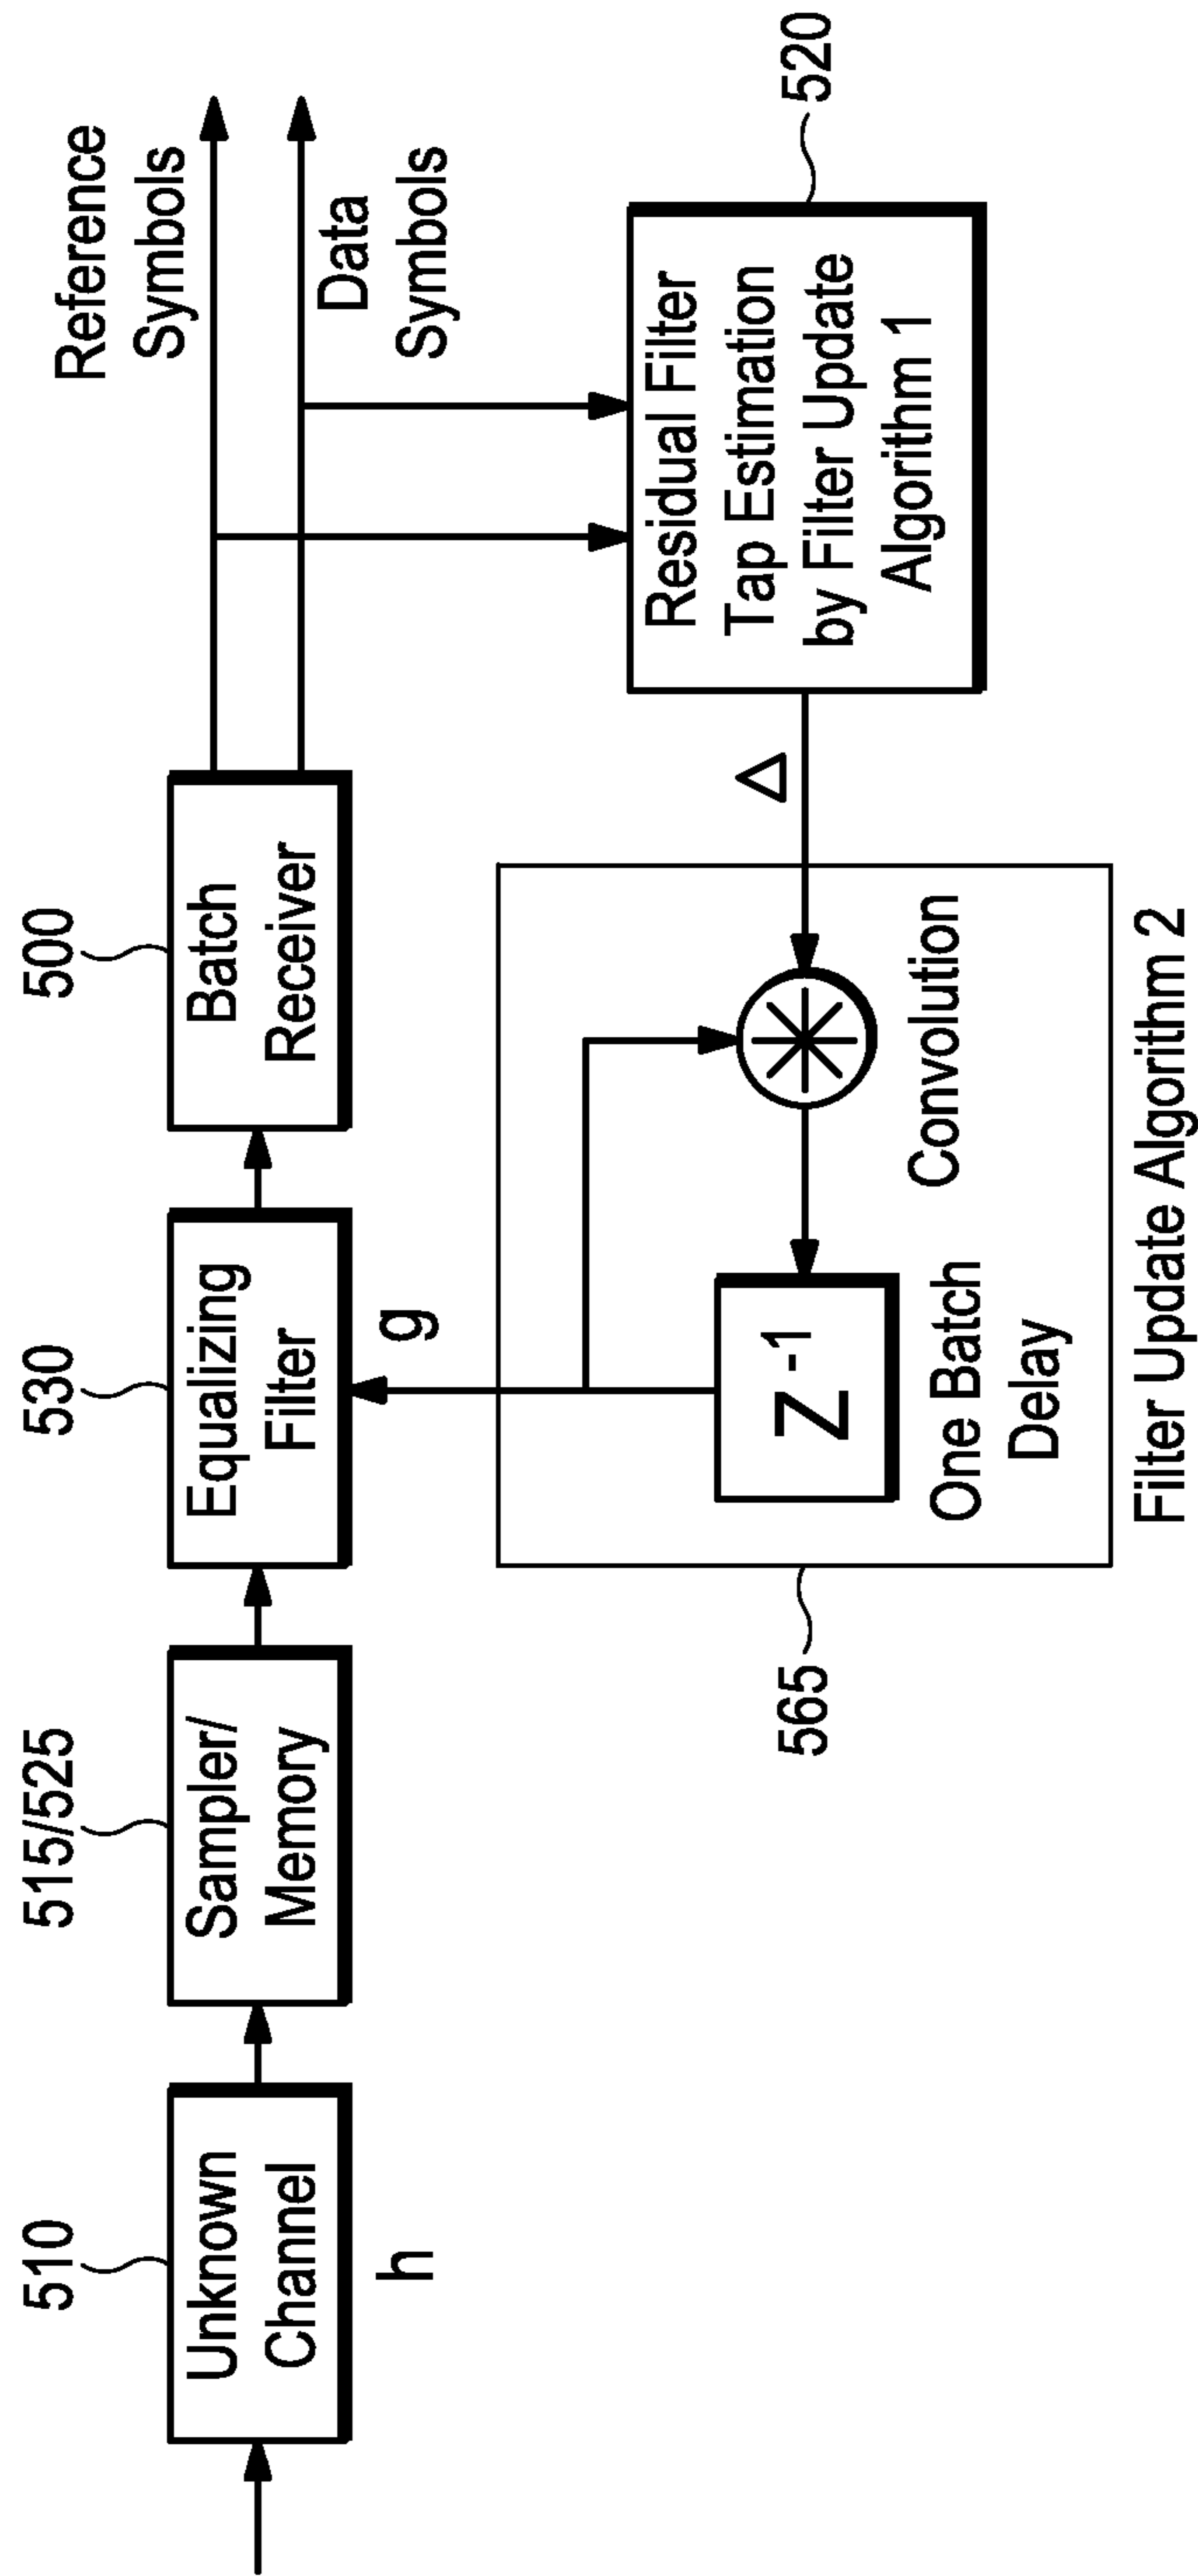 510
Unknown
Channel
h
515/525
Sampler/
Memory
530
Equalizing
Filter
g
500
Batch
Receiver
Reference
Symbols
Data
Symbols
520
Residual Filter
Tap Estimation
by Filter Update
Algorithm 1
Δ
565
Z -1
One Batch
Delay
Convolution
Filter Update Algorithm 2